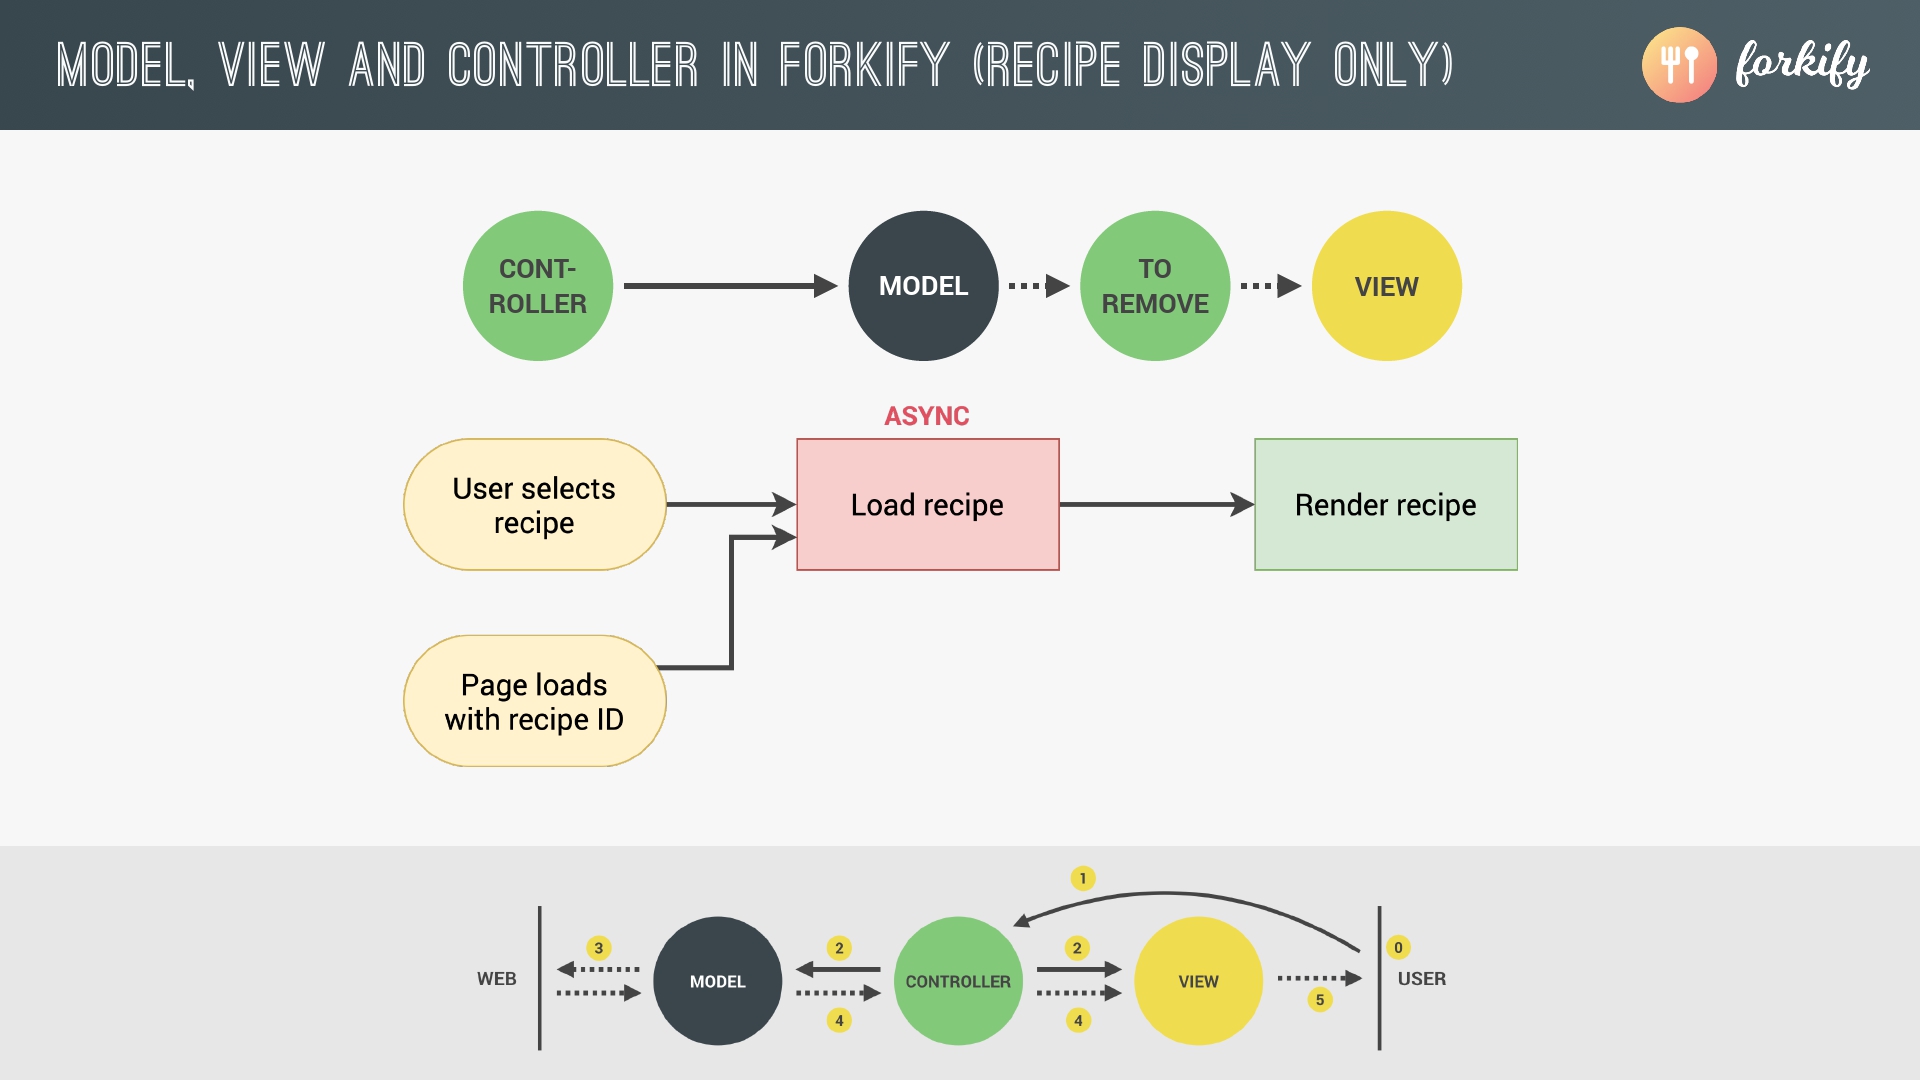 MODEL, VIEW AND CONTROLLER IN FORKIFY (RECIPE DISPLAY ONLY)
forkify
CONT-
ROLLER
MODEL
TO
REMOVE
VIEW
ASYNC
User selects
recipe
Load recipe
Render recipe
Page loads
with recipe ID
1
3
2
2
0
WEB
MODEL
CONTROLLER
VIEW
USER
4
4
5